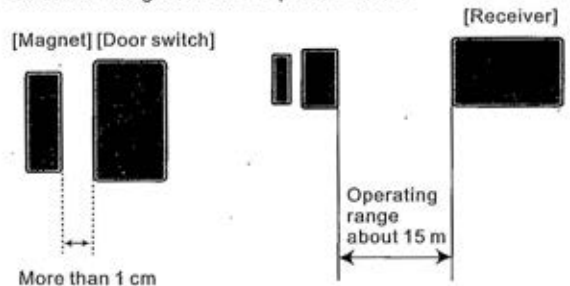 [Magnet] [Door switch]
[Receiver]
Operating
range
about 15 m
More than 1 cm